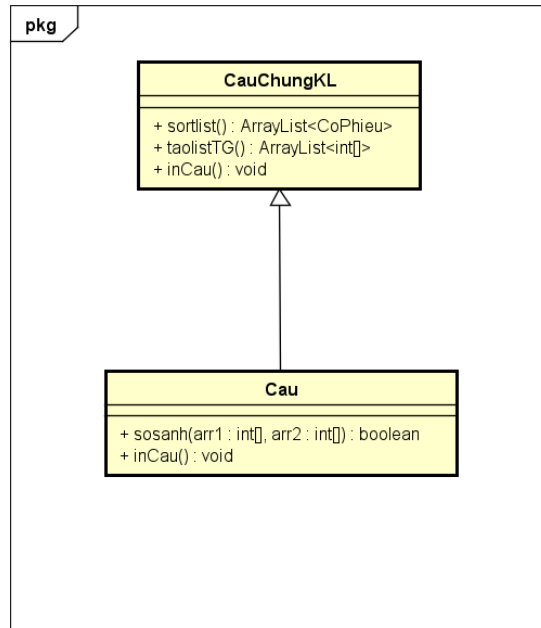 pkg
CauChungKL
+ sortlist() : ArrayList<CoPhieu>
+ taolistTG() : ArrayList<int[]>
+ inCau() : void
Cau
+ sosanh(arr1 : int[], arr2 : int[]) : boolean
+ inCau() : void